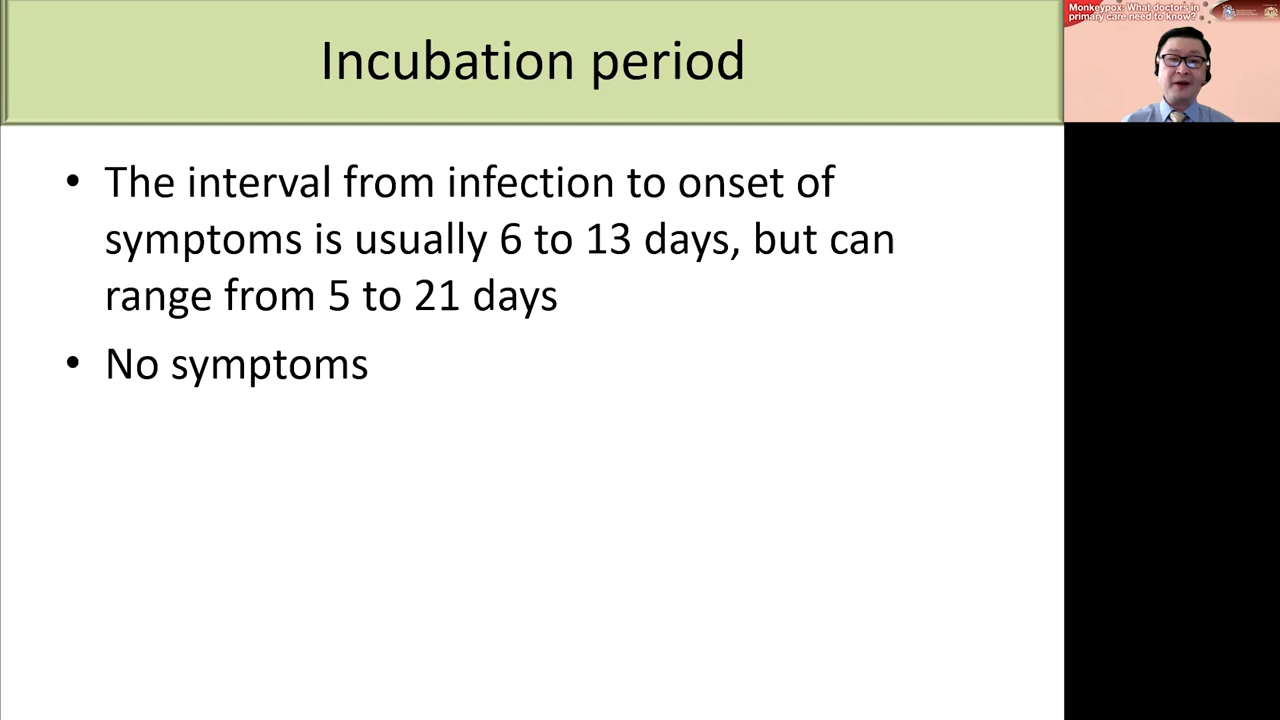 Incubation period
• The interval from infection to onset of
symptoms is usually 6 to 13 days, but can
range from 5 to 21 days
• No symptoms
Monkeypox: What doctors in
primary care need to know?